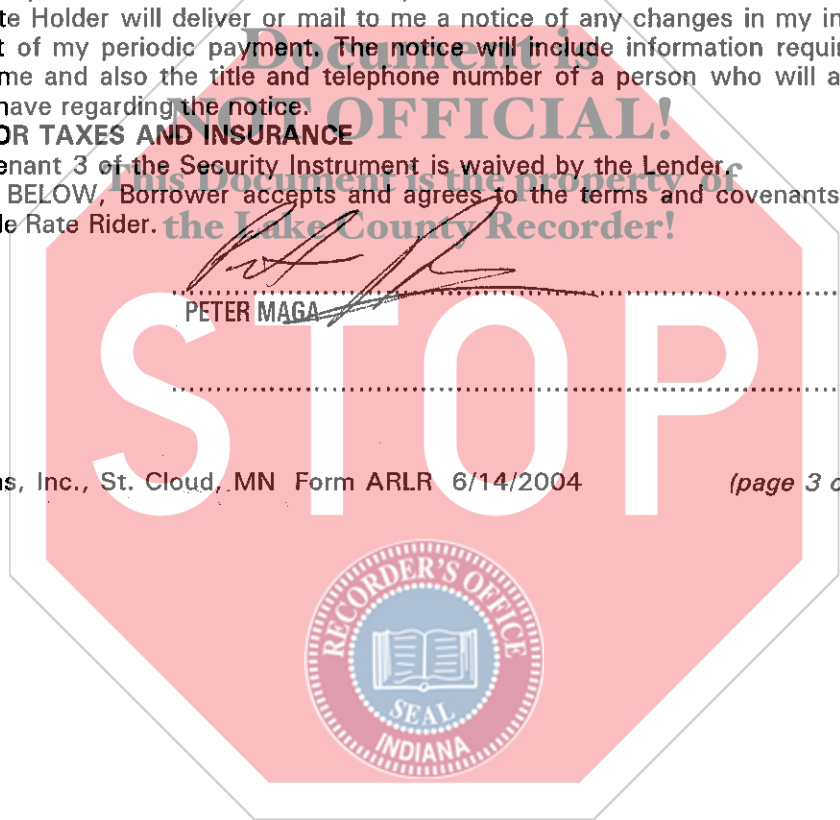 te Holder will deliver or mail to me a notice of any changes in my in
t of my periodic payment. The notice will include information requi
me and also the title and telephone number of a person who will a
have regarding the notice.
OR TAXES AND INSURANCE
enant 3 of the Security Instrument is waived by the Lender.
BELOW, Borrower accepts and agrees to the terms and covenants
le Rate Rider.
Document is
NOT OFFICIAL!
This Document is the property of
the Lake County Recorder!
PETER MAGA
STOP
ns, Inc., St. Cloud, MN Form ARLR 6/14/2004 (page 3 o
RECORDER'S OFFICE
SEAL
INDIANA